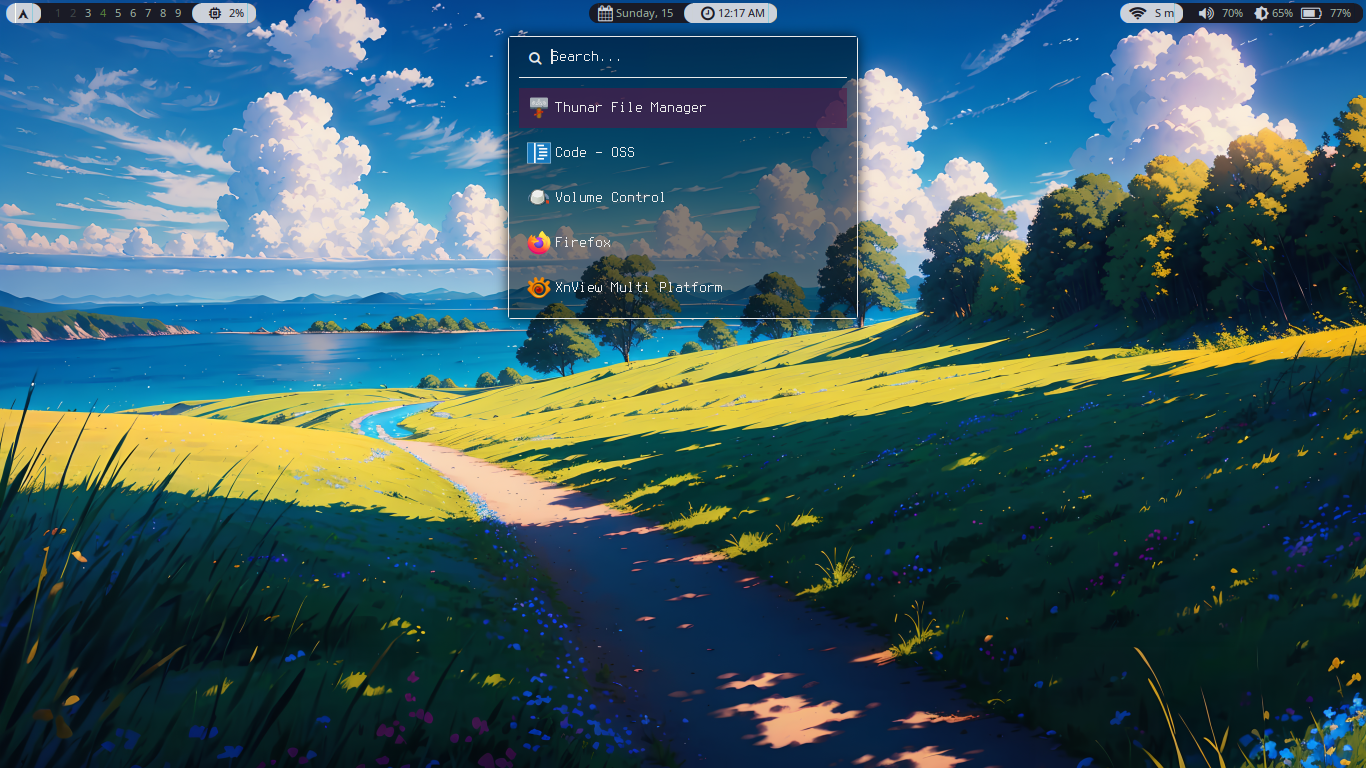 1 2 3 4 5 6 7 8 9 2% Sunday, 15 12:17 AM S m 70% 65% 77%
Search...
Thunar File Manager
Code - OSS
Volume Control
Firefox
XnView Multi Platform